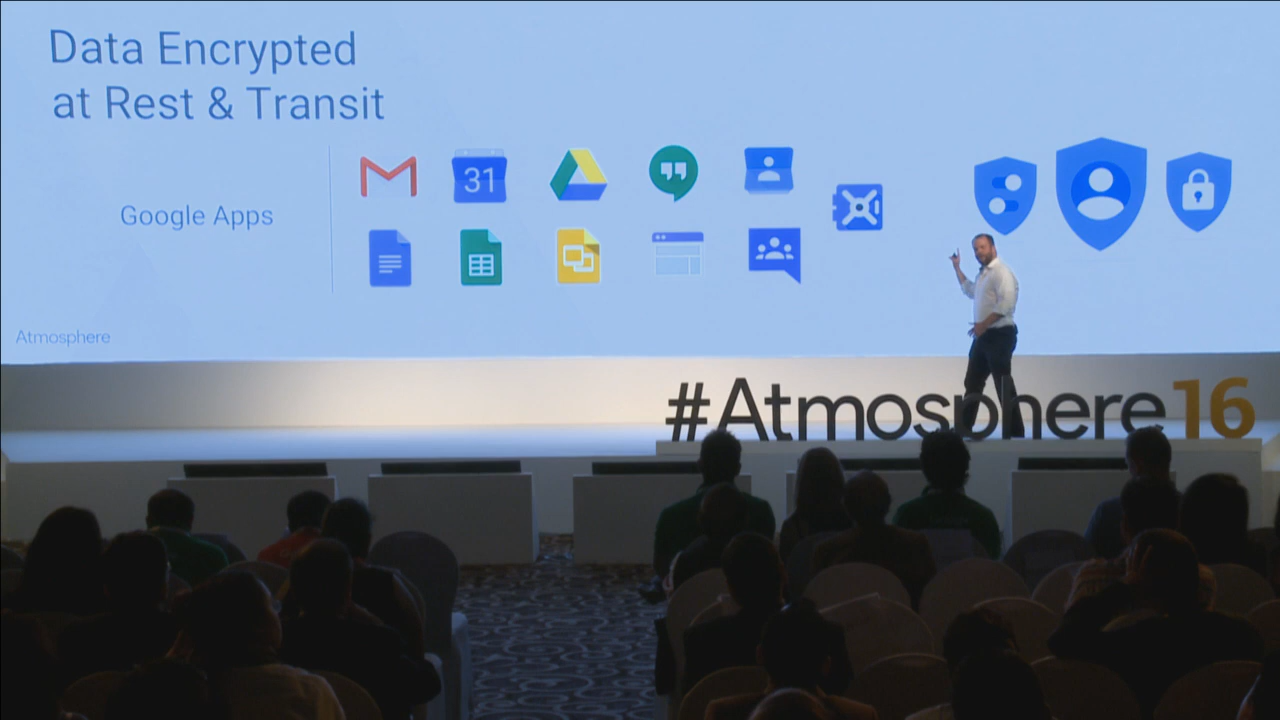 Data Encrypted
at Rest & Transit
Google Apps
31
Atmosphere
#Atmosphere16